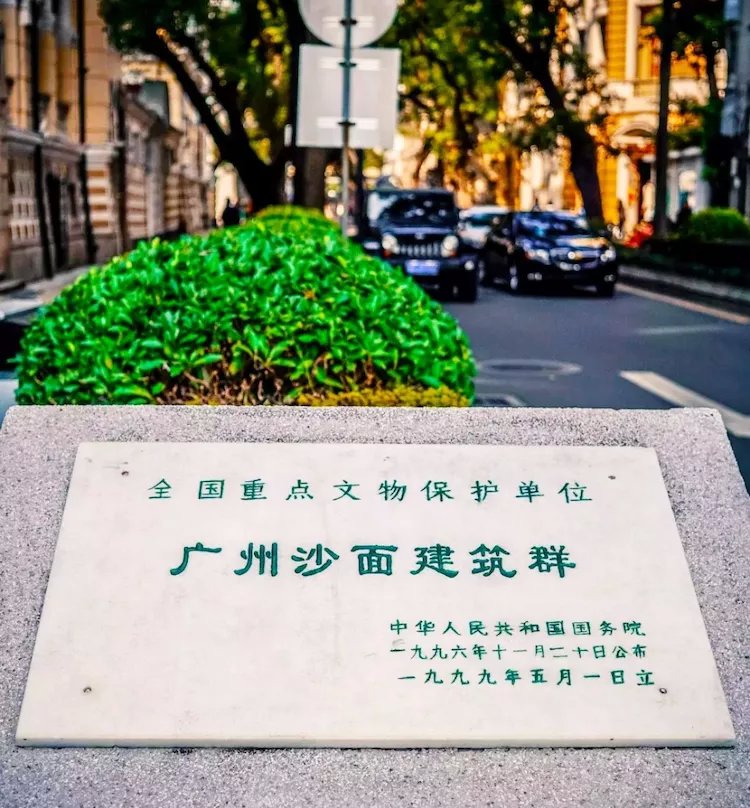 全国重点文物保护单位
广州沙面建筑群
中华人民共和国国务院
一九九六年十一月二十日公布
一九九九年五月一日立